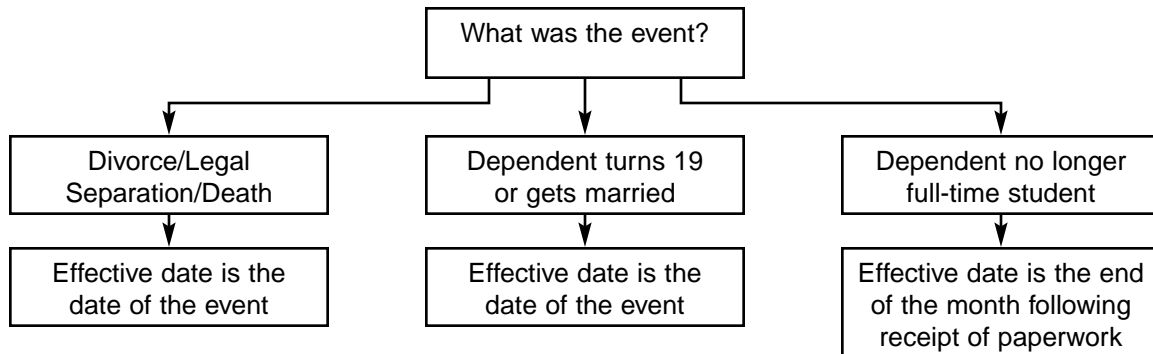 What was the event?
Divorce/Legal
Separation/Death
Dependent turns 19
or gets married
Dependent no longer
full-time student
Effective date is the
date of the event
Effective date is the
date of the event
Effective date is the end
of the month following
receipt of paperwork